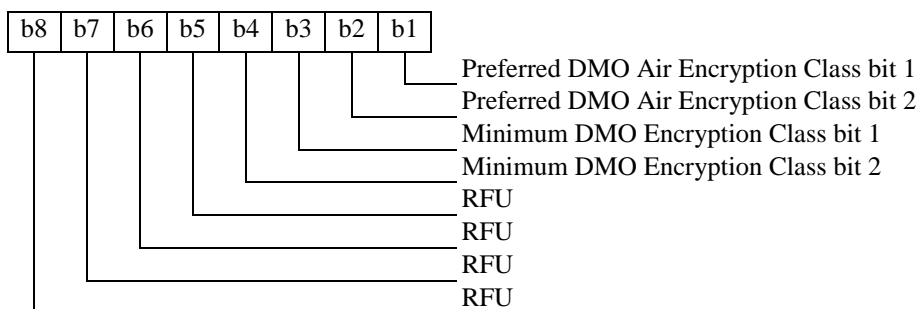 b8 b7 b6 b5 b4 b3 b2 b1
Preferred DMO Air Encryption Class bit 1
Preferred DMO Air Encryption Class bit 2
Minimum DMO Encryption Class bit 1
Minimum DMO Encryption Class bit 2
RFU
RFU
RFU
RFU